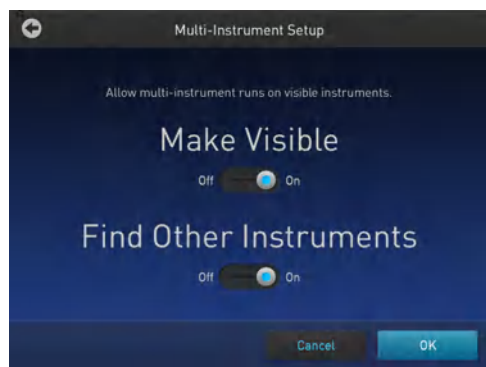 Multi-Instrument Setup
Allow multi-instrument runs on visible instruments.
Make Visible
Off On
Find Other Instruments
Off On
Cancel OK